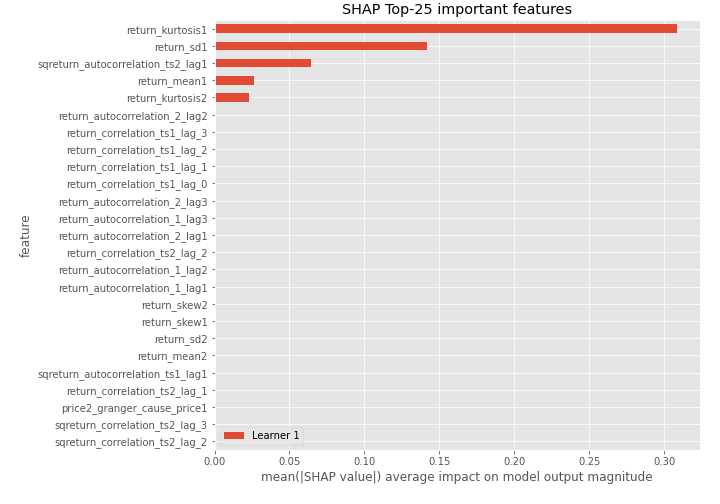 SHAP Top-25 important features
return_kurtosis1
return_sd1
sqreturn_autocorrelation_ts2_lag1
return_mean1
return_kurtosis2
return_autocorrelation_2_lag2
return_correlation_ts1_lag_3
return_correlation_ts1_lag_2
return_correlation_ts1_lag_1
return_correlation_ts1_lag_0
return_autocorrelation_2_lag3
return_autocorrelation_1_lag3
return_autocorrelation_2_lag1
return_correlation_ts2_lag_2
return_autocorrelation_1_lag2
return_autocorrelation_1_lag1
return_skew2
return_skew1
return_sd2
return_mean2
sqreturn_autocorrelation_ts1_lag1
return_correlation_ts2_lag_1
price2_granger_cause_price1
sqreturn_correlation_ts2_lag_3
sqreturn_correlation_ts2_lag_2
feature
Learner 1
0.00 0.05 0.10 0.15 0.20 0.25 0.30
mean(|SHAP value|) average impact on model output magnitude